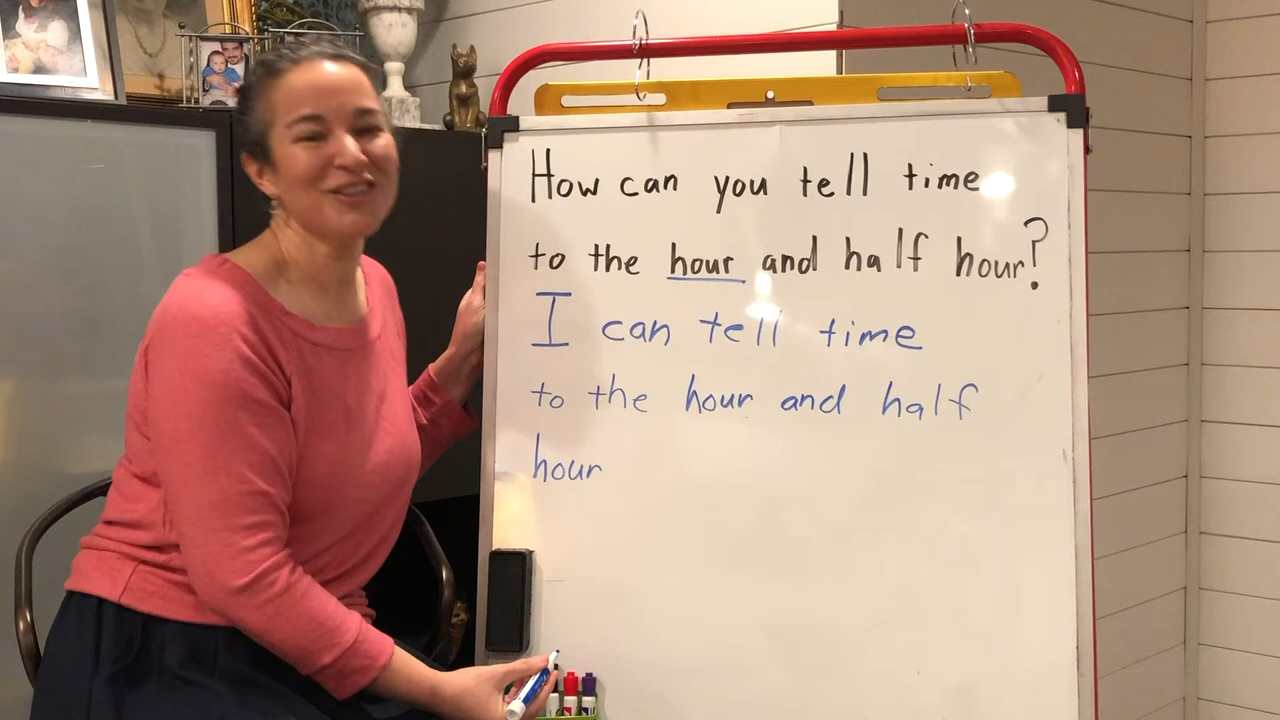 How can you tell time
to the hour and half hour?
I can tell time
to the hour and half
hour